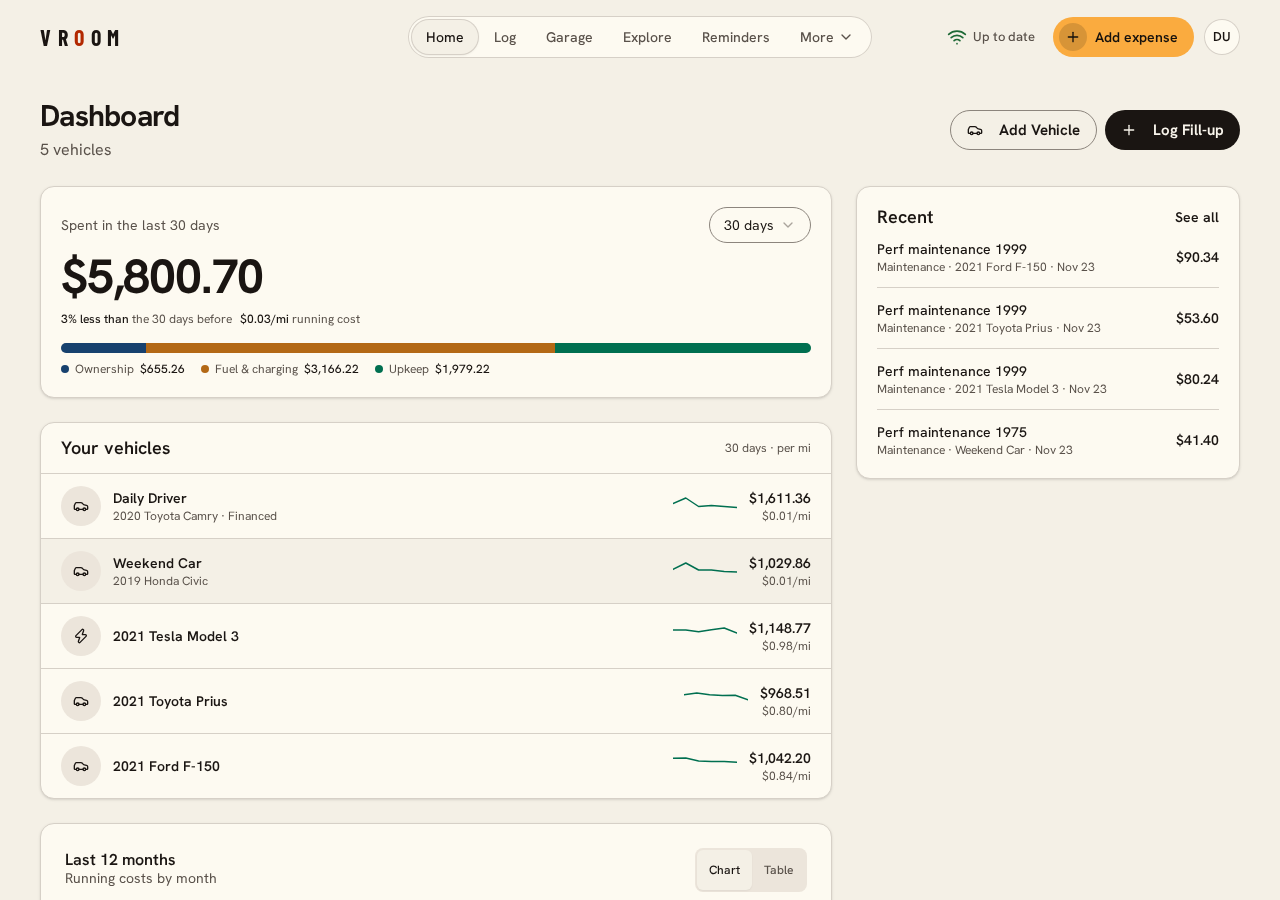 VROOM
Home Log Garage Explore Reminders More
Up to date
Add expense
DU
Dashboard
5 vehicles
Add Vehicle
Log Fill-up
Spent in the last 30 days
30 days
$5,800.70
3% less than the 30 days before $0.03/mi running cost
Ownership $655.26 Fuel & charging $3,166.22 Upkeep $1,979.22
Your vehicles
30 days · per mi
Daily Driver
2020 Toyota Camry · Financed
$1,611.36
$0.01/mi
Weekend Car
2019 Honda Civic
$1,029.86
$0.01/mi
2021 Tesla Model 3
$1,148.77
$0.98/mi
2021 Toyota Prius
$968.51
$0.80/mi
2021 Ford F-150
$1,042.20
$0.84/mi
Last 12 months
Running costs by month
Chart Table
Recent
See all
Perf maintenance 1999
Maintenance · 2021 Ford F-150 · Nov 23
$90.34
Perf maintenance 1999
Maintenance · 2021 Toyota Prius · Nov 23
$53.60
Perf maintenance 1999
Maintenance · 2021 Tesla Model 3 · Nov 23
$80.24
Perf maintenance 1975
Maintenance · Weekend Car · Nov 23
$41.40